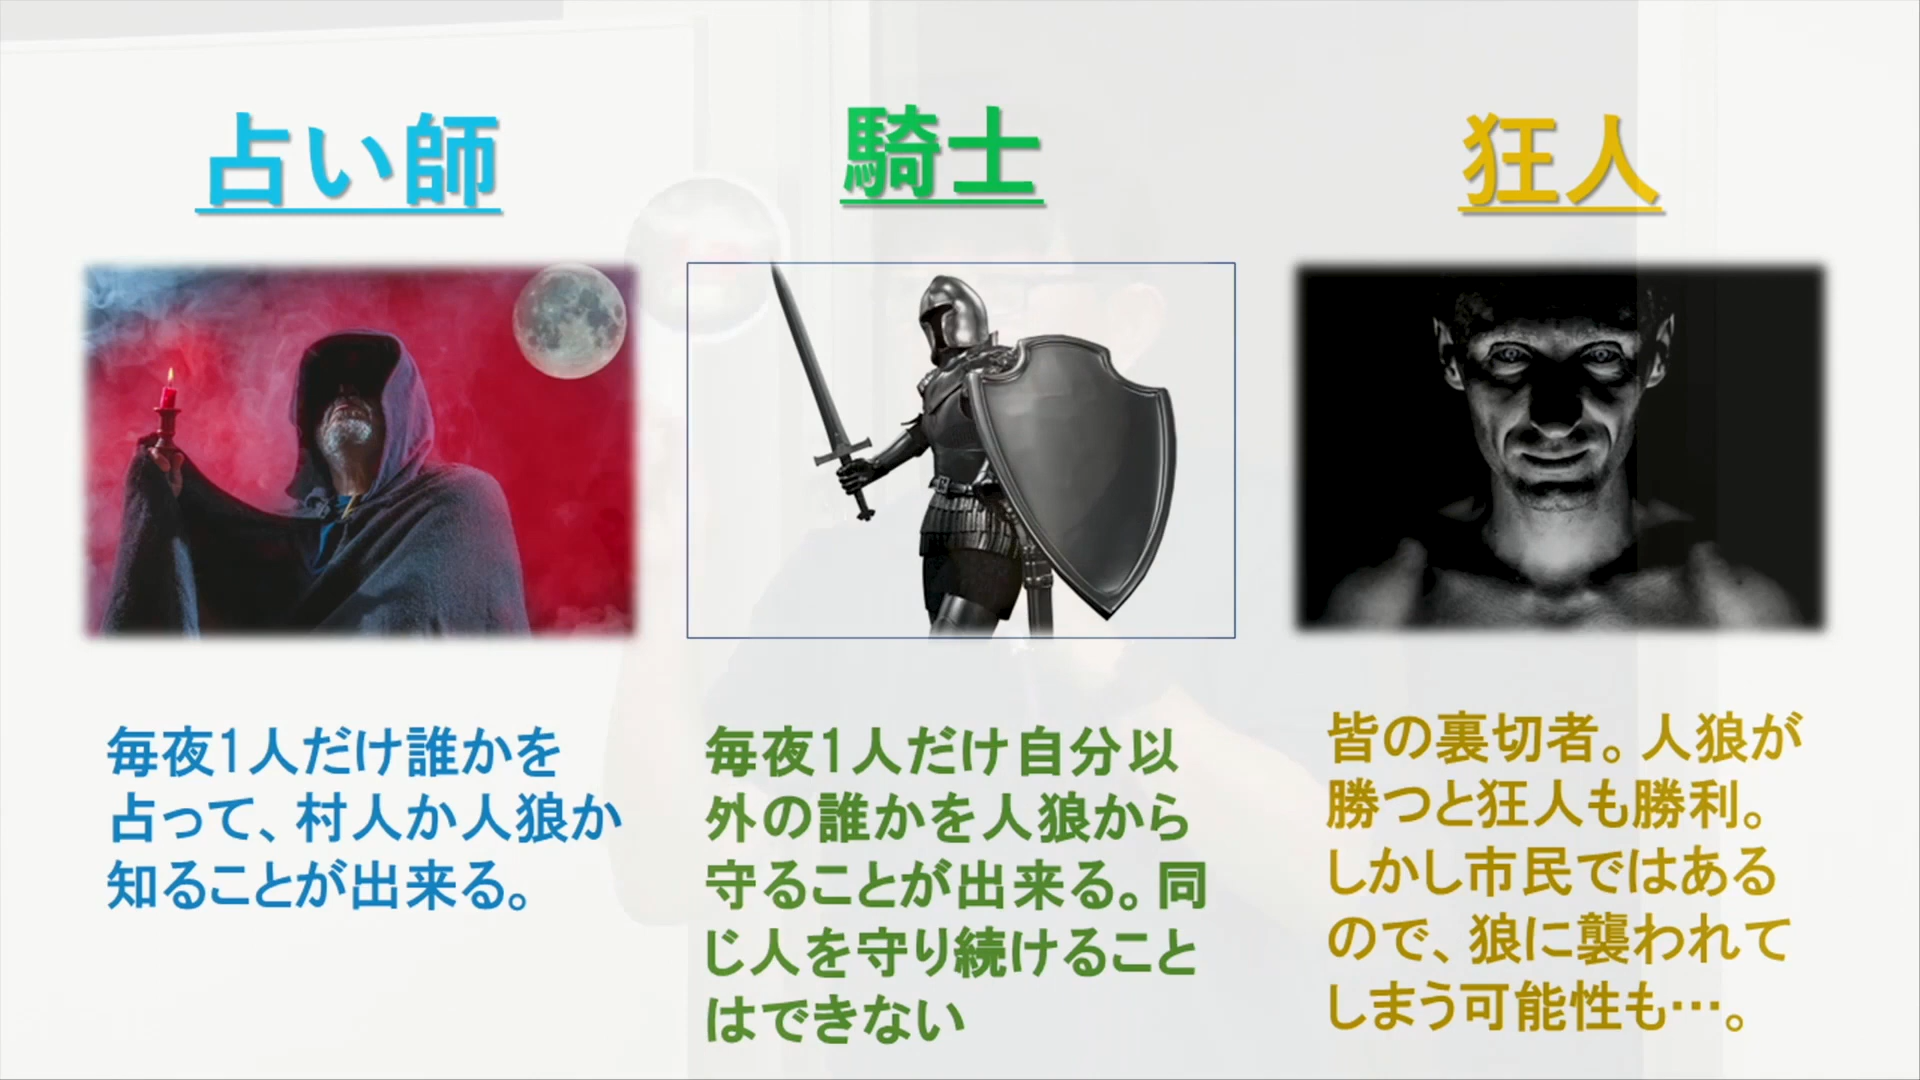 占い師
騎士
狂人
毎夜1人だけ誰かを
占って、村人か人狼か
知ることが出来る。
毎夜1人だけ自分以
外の誰かを人狼から
守ることが出来る。同
じ人を守り続けること
はできない
皆の裏切者。人狼が
勝つと狂人も勝利。
しかし市民ではある
ので、狼に襲われて
しまう可能性も…。